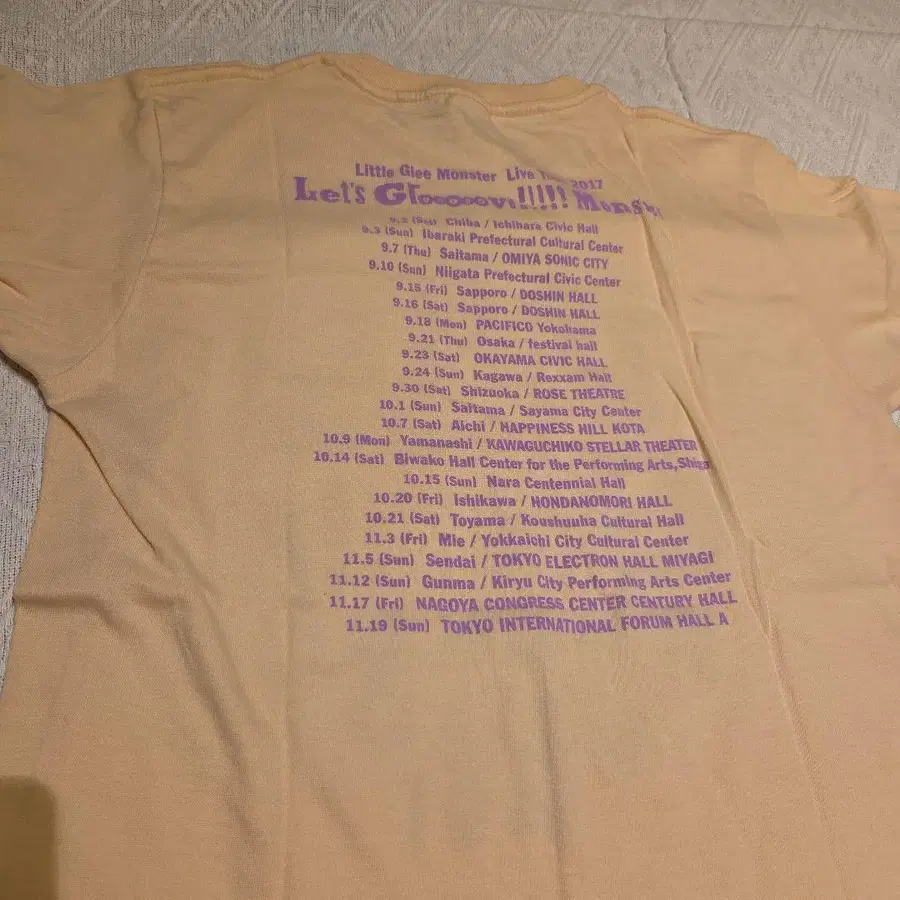 Little Glee Monster Live 2017
Let's Grooooovy!!!!!
9.2 (Sat) Chiba / Ichihara Civic Hall
9.3 (Sun) Ibaraki Prefectural Cultural Center
9.7 (Thu) Saitama / OMIYA SONIC CITY
9.10 (Sun) Niigata Prefectural Civic Center
9.15 (Fri) Sapporo / DOSHIN HALL
9.16 (Sat) Sapporo / DOSHIN HALL
9.18 (Mon) PACIFICO Yokohama
9.21 (Thu) Osaka / festival hall
9.23 (Sat) OKAYAMA CIVIC HALL
9.24 (Sun) Kagawa / Rexxam Hall
9.30 (Sat) Shizuoka / ROSE THEATRE
10.1 (Sun) Saitama / Sayama City Center
10.7 (Sat) Aichi / HAPPINESS HILL KOTA
10.9 (Mon) Yamanashi / KAWAGUCHIKO STELLAR THEATER
10.14 (Sat) Biwako Hall Center for the Performing Arts,Shiga
10.15 (Sun) Nara Centennial Hall
10.20 (Fri) Ishikawa / HONDANOMORI HALL
10.21 (Sat) Toyama / Koushuuha Cultural Hall
11.3 (Fri) Mie / Yokkaichi City Cultural Center
11.5 (Sun) Sendai / TOKYO ELECTRON HALL MIYAGI
11.12 (Sun) Gunma / Kiryu City Performing Arts Center
11.17 (Fri) NAGOYA CONGRESS CENTER CENTURY HALL
11.19 (Sun) TOKYO INTERNATIONAL FORUM HALL A